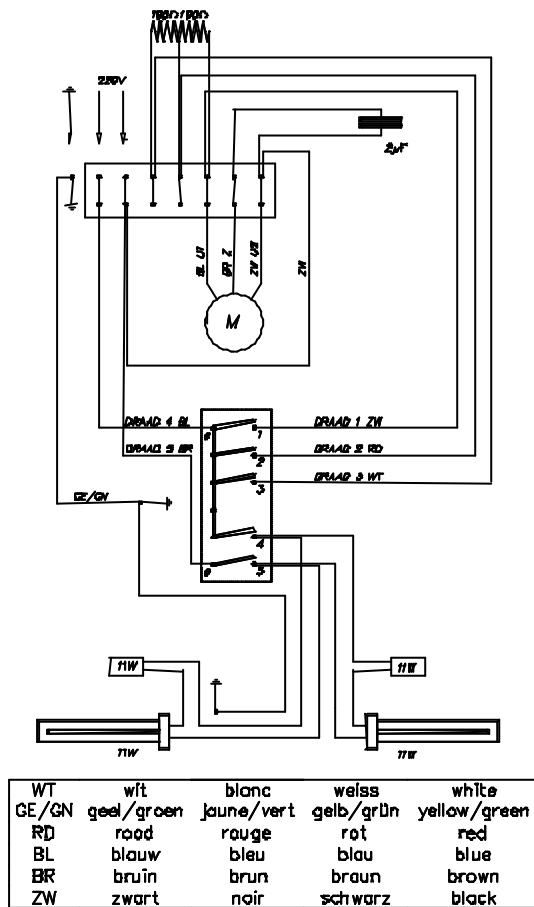 180Ω 180Ω
230V
2µF
BL U1
BR Z
ZW U2
ZW
M
DRAAD 4 BL
DRAAD 1 ZW
1
DRAAD 5 BR
DRAAD 2 RD
2
DRAAD 3 WT
3
GE/GN
4
5
11W
11W
11W
11W
WT wit blanc weiss white
GE/GN geel/groen jaune/vert gelb/grün yellow/green
RD rood rouge rot red
BL blauw bleu blau blue
BR bruin brun braun brown
ZW zwart noir schwarz black